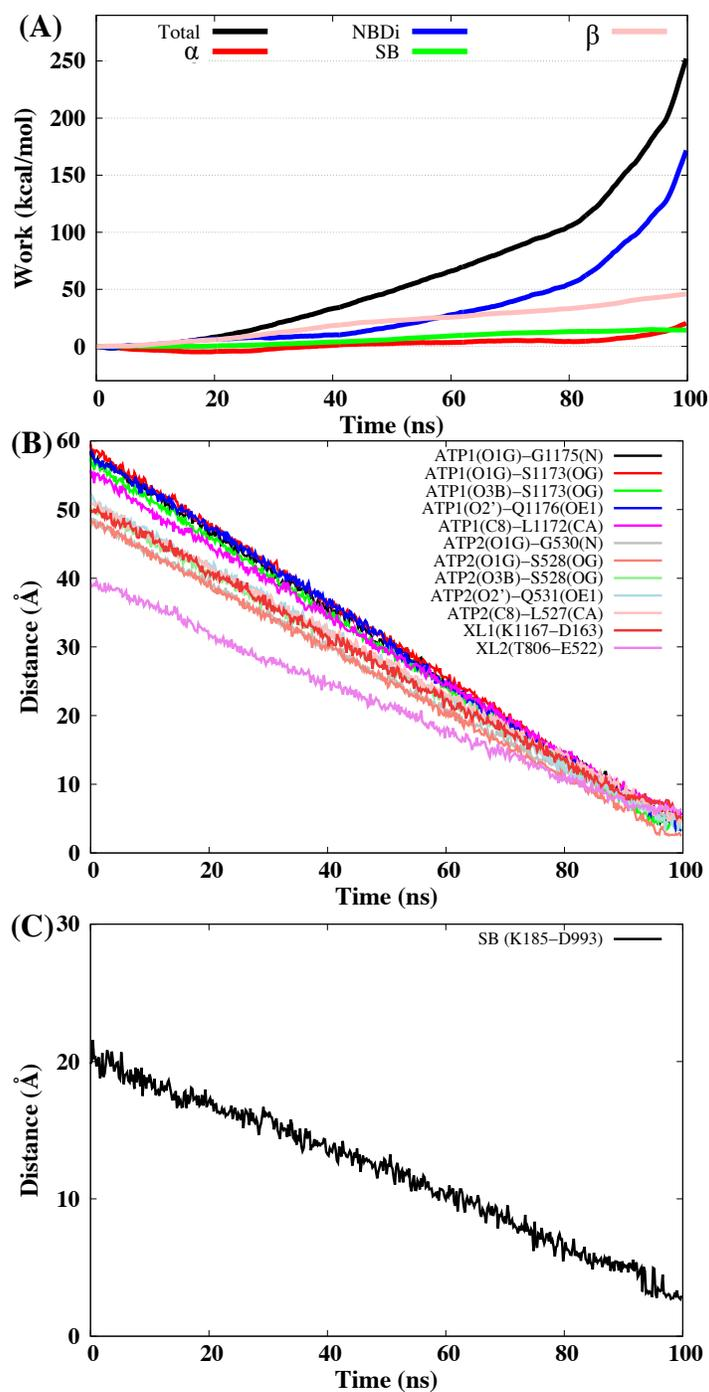 (A)
Total
NBDi
β
α
SB
250
200
150
100
50
0
Work (kcal/mol)
0 20 40 60 80 100
Time (ns)
(B)
60
50
40
30
20
10
0
Distance (Å)
ATP1(O1G)−G1175(N)
ATP1(O1G)−S1173(OG)
ATP1(O3B)−S1173(OG)
ATP1(O2')−Q1176(OE1)
ATP1(C8)−L1172(CA)
ATP2(O1G)−G530(N)
ATP2(O1G)−S528(OG)
ATP2(O3B)−S528(OG)
ATP2(O2')−Q531(OE1)
ATP2(C8)−L527(CA)
XL1(K1167−D163)
XL2(T806−E522)
0 20 40 60 80 100
Time (ns)
(C)
30
20
10
0
Distance (Å)
SB (K185−D993)
0 20 40 60 80 100
Time (ns)